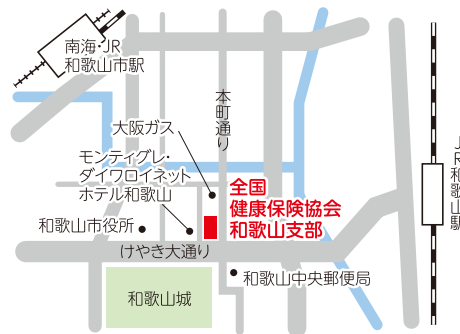 南海・JR
和歌山市駅
本町通り
大阪ガス
モンティグレ・
ダイワロイネット
ホテル和歌山
全国
健康保険協会
和歌山支部
JR和歌山駅
和歌山市役所
けやき大通り
和歌山中央郵便局
和歌山城